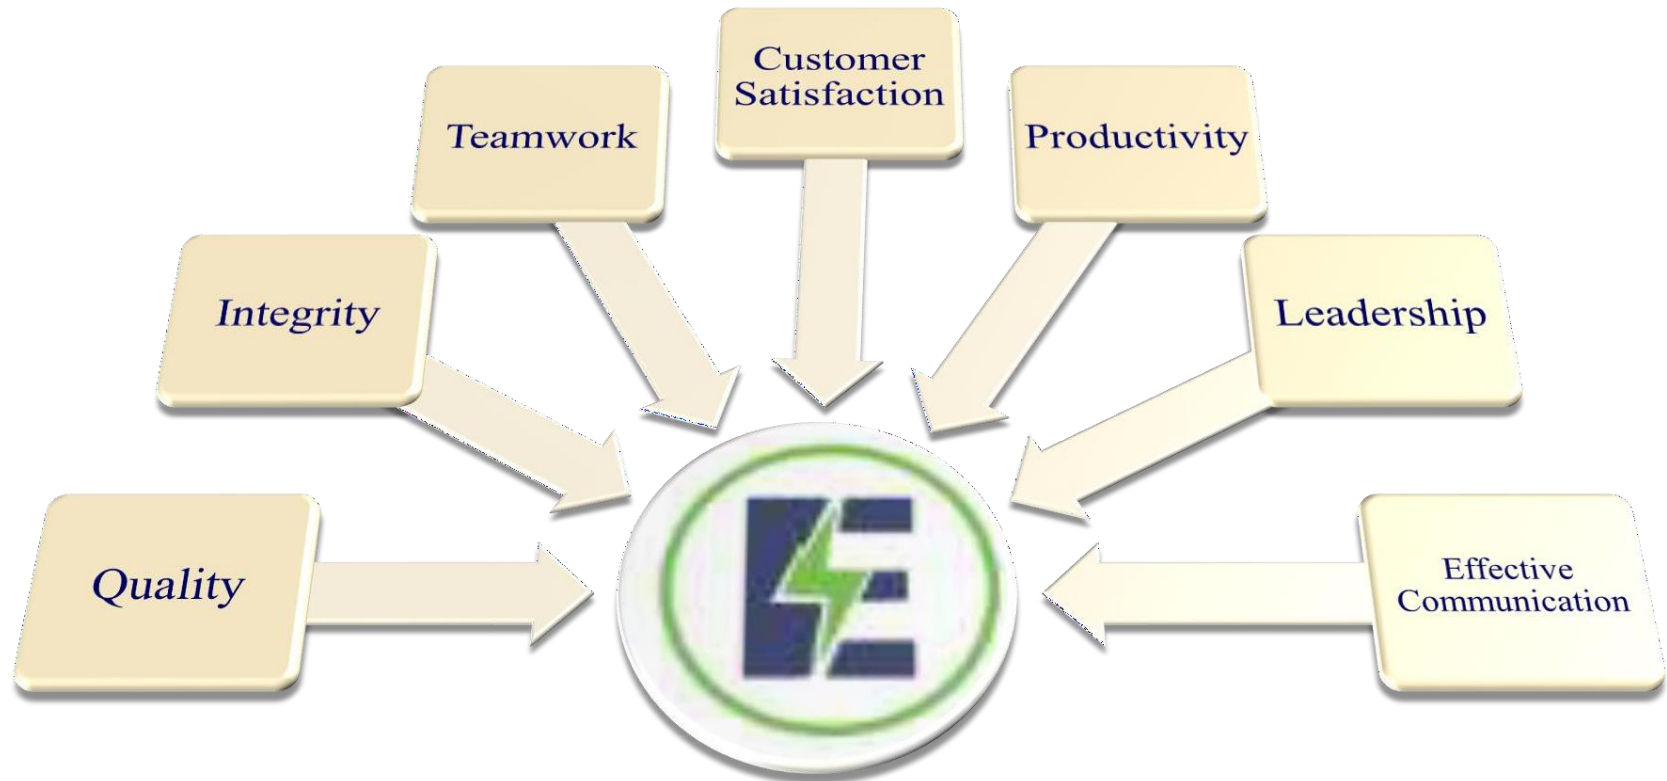 Customer
Satisfaction
Teamwork
Productivity
Integrity
Leadership
Quality
Effective
Communication
E